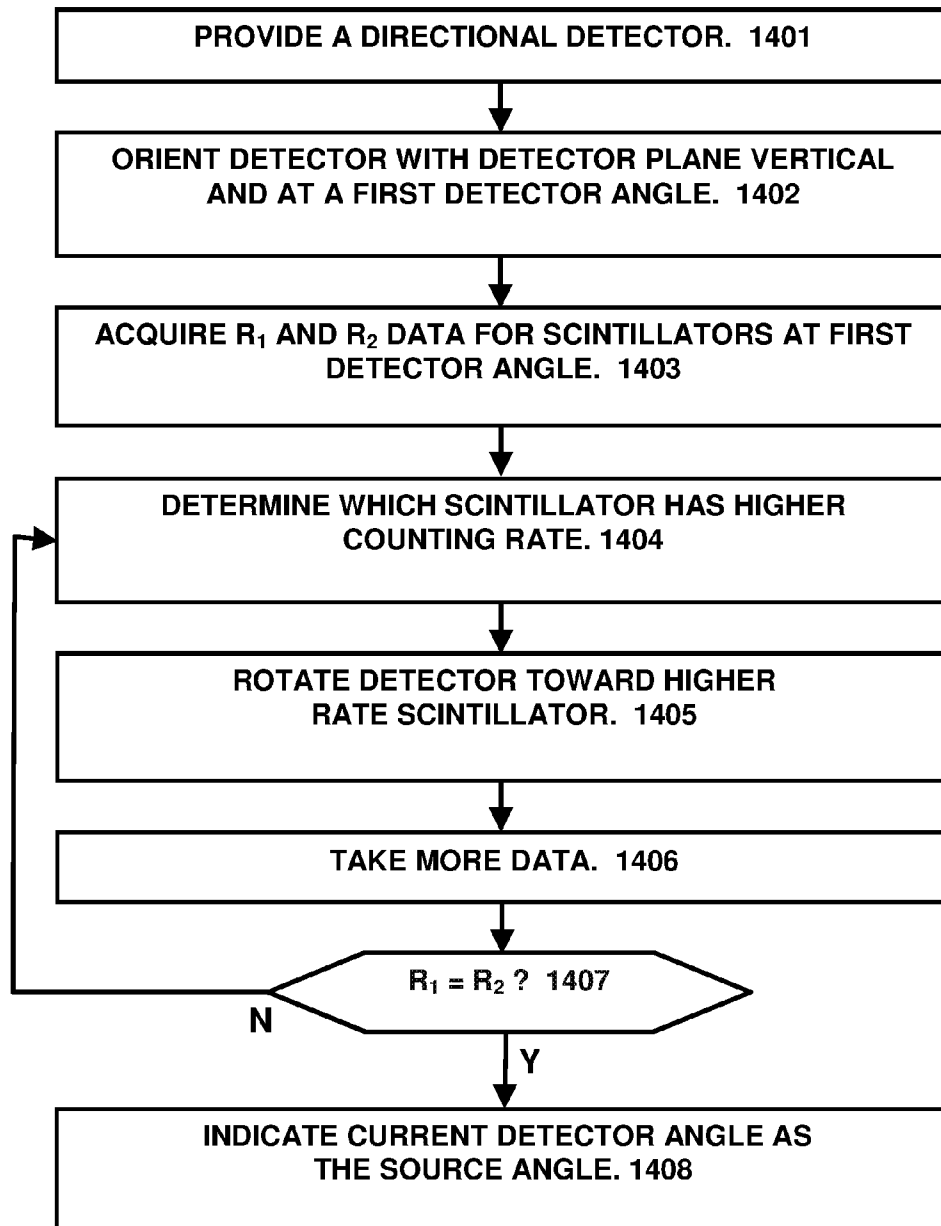 PROVIDE A DIRECTIONAL DETECTOR. 1401
ORIENT DETECTOR WITH DETECTOR PLANE VERTICAL
AND AT A FIRST DETECTOR ANGLE. 1402
ACQUIRE R₁ AND R₂ DATA FOR SCINTILLATORS AT FIRST
DETECTOR ANGLE. 1403
DETERMINE WHICH SCINTILLATOR HAS HIGHER
COUNTING RATE. 1404
ROTATE DETECTOR TOWARD HIGHER
RATE SCINTILLATOR. 1405
TAKE MORE DATA. 1406
R₁ = R₂ ? 1407
N
Y
INDICATE CURRENT DETECTOR ANGLE AS
THE SOURCE ANGLE. 1408